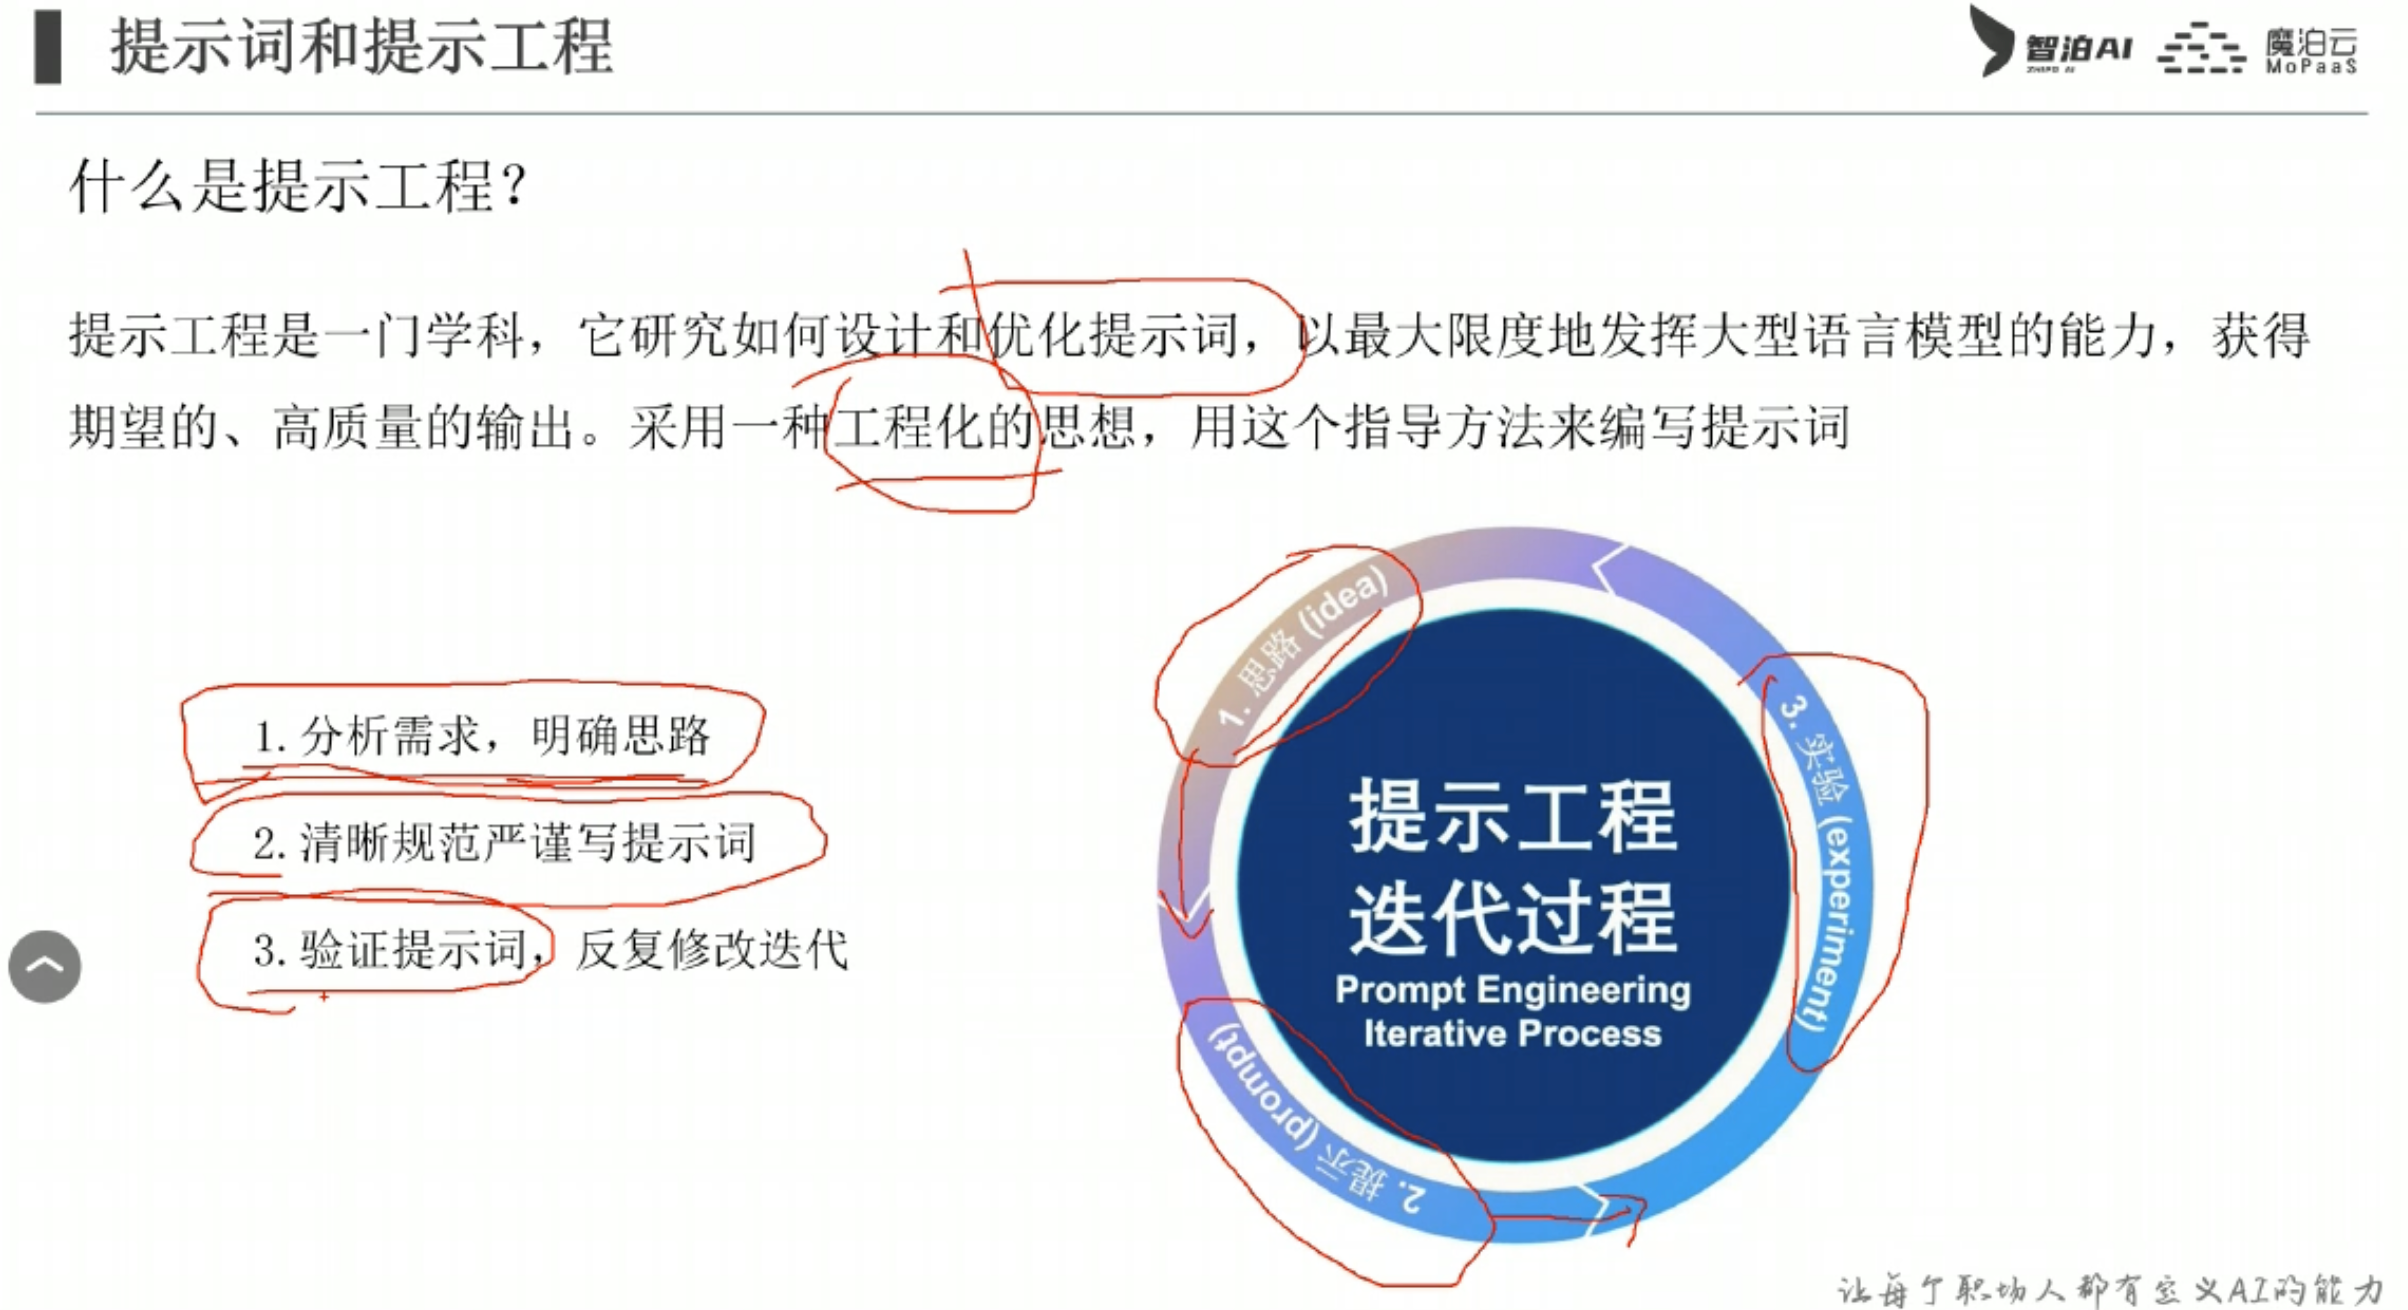 提示词和提示工程
智泊AI
ZHIPO AI
魔泊云
MoPaaS
什么是提示工程？
提示工程是一门学科，它研究如何设计和优化提示词，以最大限度地发挥大型语言模型的能力，获得
期望的、高质量的输出。采用一种工程化的思想，用这个指导方法来编写提示词
1. 分析需求，明确思路
2. 清晰规范严谨写提示词
3. 验证提示词，反复修改迭代
1. 思路 (idea)
2. 提示 (prompt)
3. 实验 (experiment)
提示工程
迭代过程
Prompt Engineering
Iterative Process
让每个职场人都有定义AI的能力